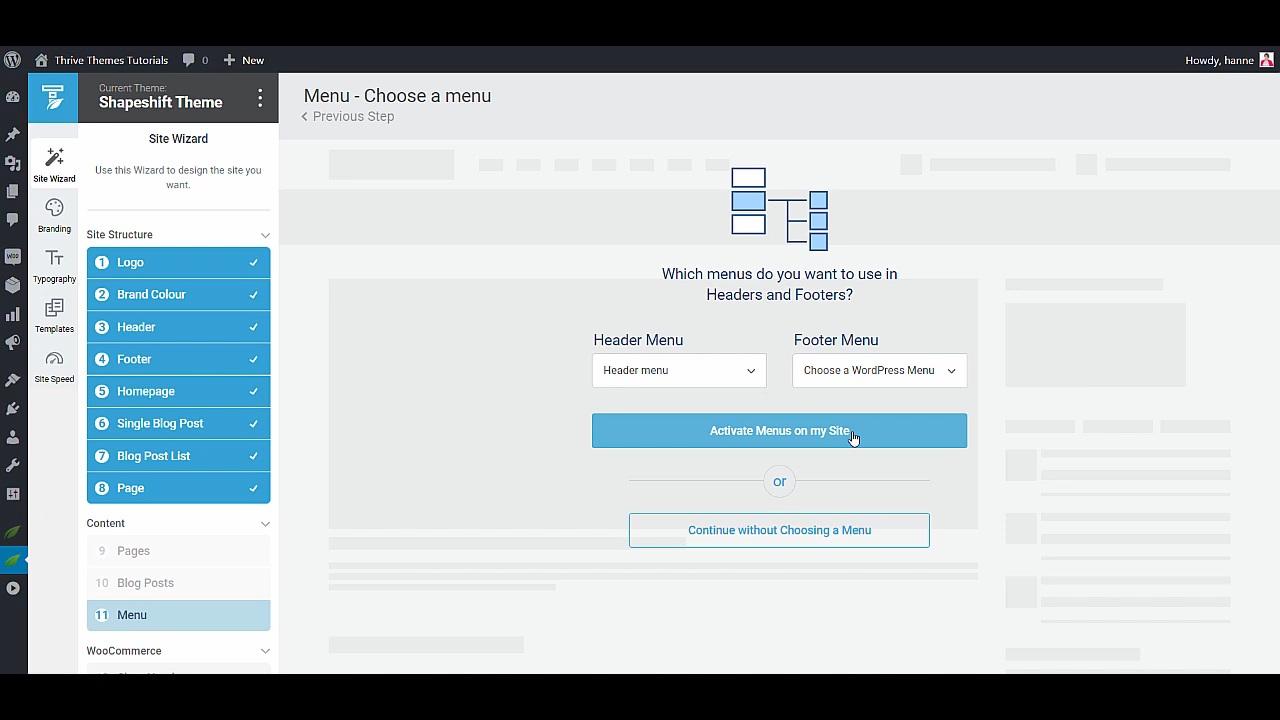 Thrive Themes Tutorials
0
New
Howdy, hanne
Current Theme:
Shapeshift Theme
Menu - Choose a menu
Previous Step
Site Wizard
Use this Wizard to design the site you
want.
Site Wizard
Branding
Typography
Templates
Site Speed
WOO
Site Structure
1 Logo
2 Brand Colour
3 Header
4 Footer
5 Homepage
6 Single Blog Post
7 Blog Post List
8 Page
Content
9 Pages
10 Blog Posts
11 Menu
WooCommerce
Which menus do you want to use in
Headers and Footers?
Header Menu
Footer Menu
Header menu
Choose a WordPress Menu
Activate Menus on my Site
or
Continue without Choosing a Menu